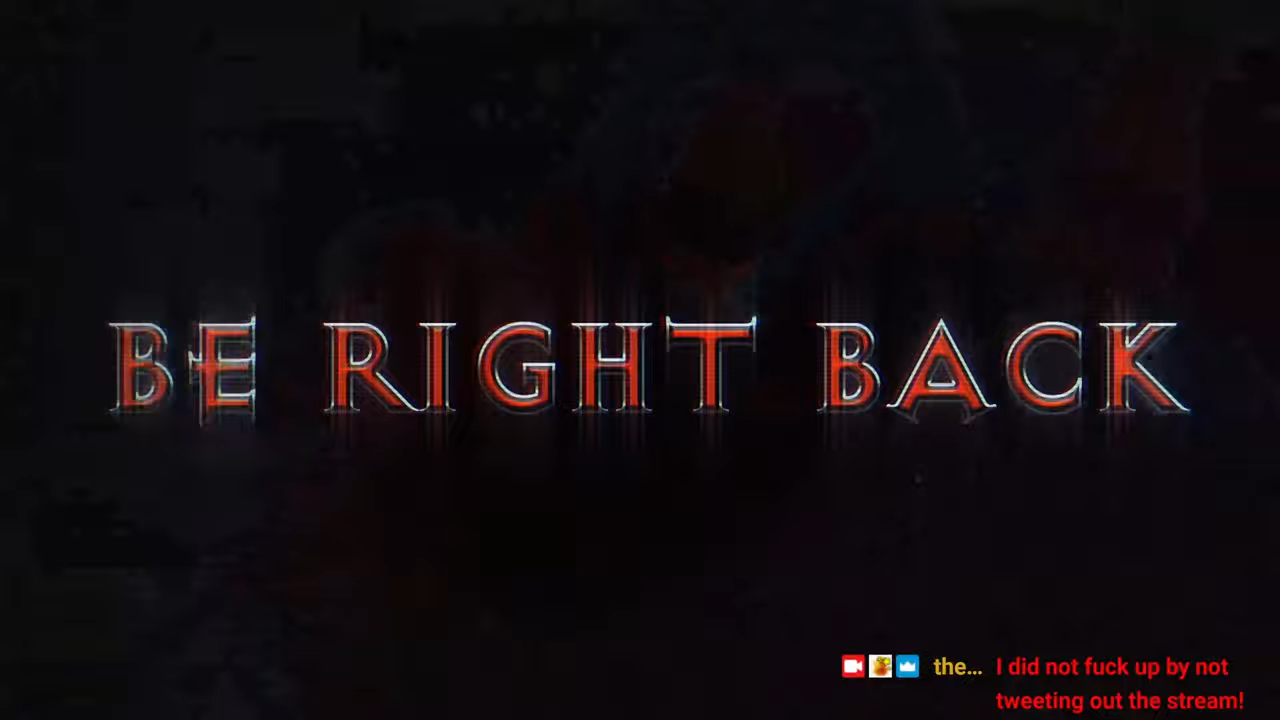 BE RIGHT BACK
the... I did not fuck up by not
tweeting out the stream!